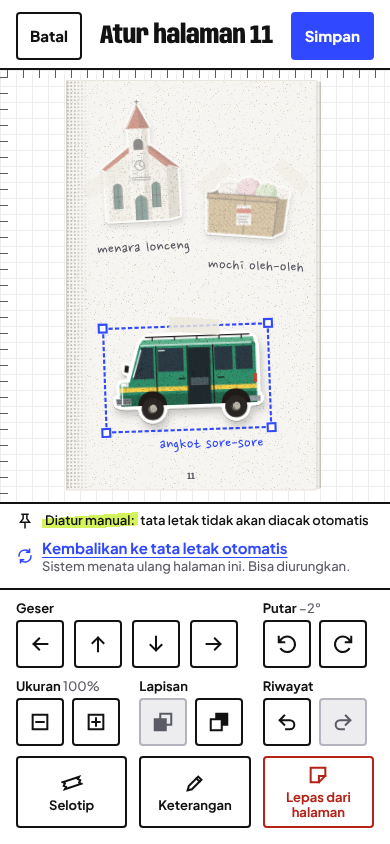 Batal
Atur halaman 11
Simpan
menara lonceng
mochi oleh-oleh
angkot sore-sore
11
Diatur manual: tata letak tidak akan diacak otomatis
Kembalikan ke tata letak otomatis
Sistem menata ulang halaman ini. Bisa diurungkan.
Geser
Putar −2°
Ukuran 100%
Lapisan
Riwayat
Selotip
Keterangan
Lepas dari
halaman